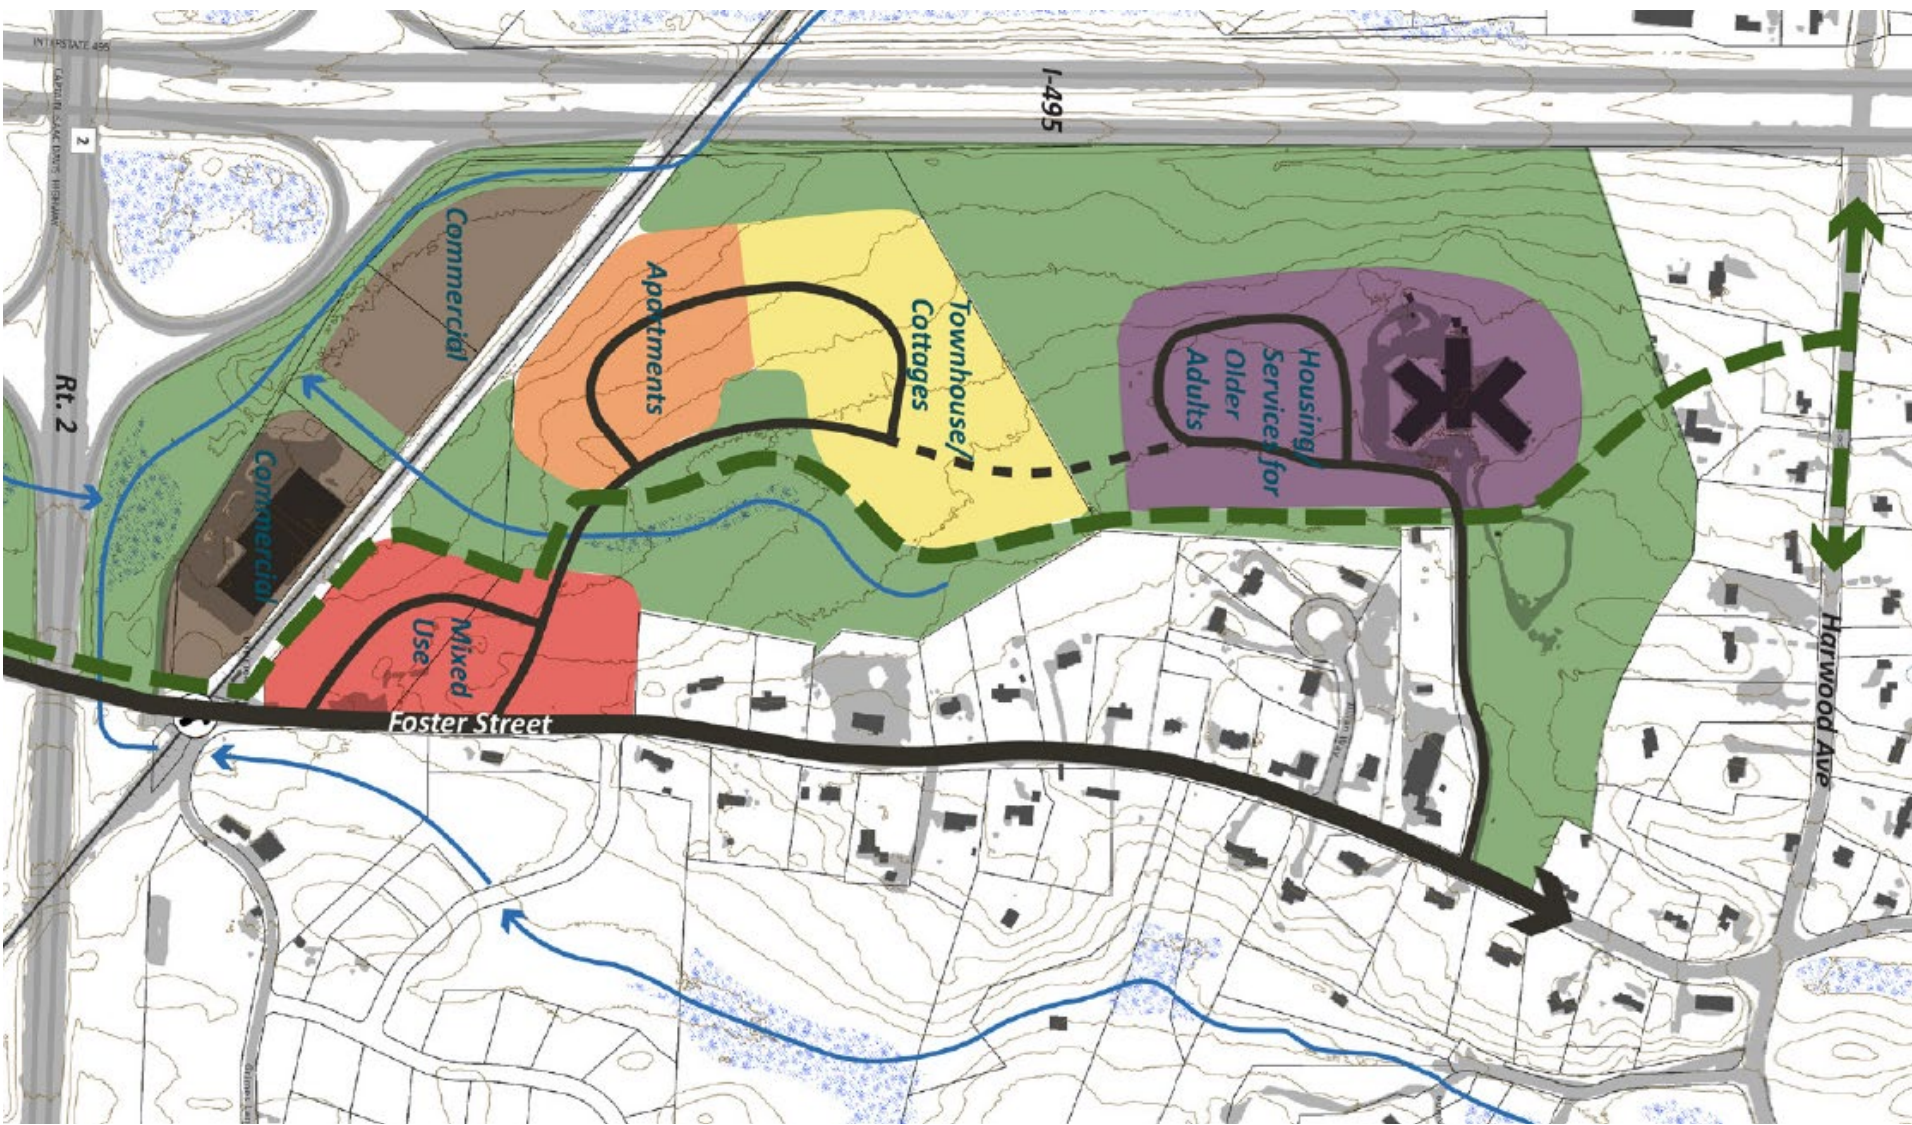 INTERSTATE 495
2
I-495
Rt. 2
Commercial
Commercial
Apartments
Townhouse/
Cottages
Housing/
Services for
Older
Adults
Mixed
Use
Foster Street
Harwood Ave